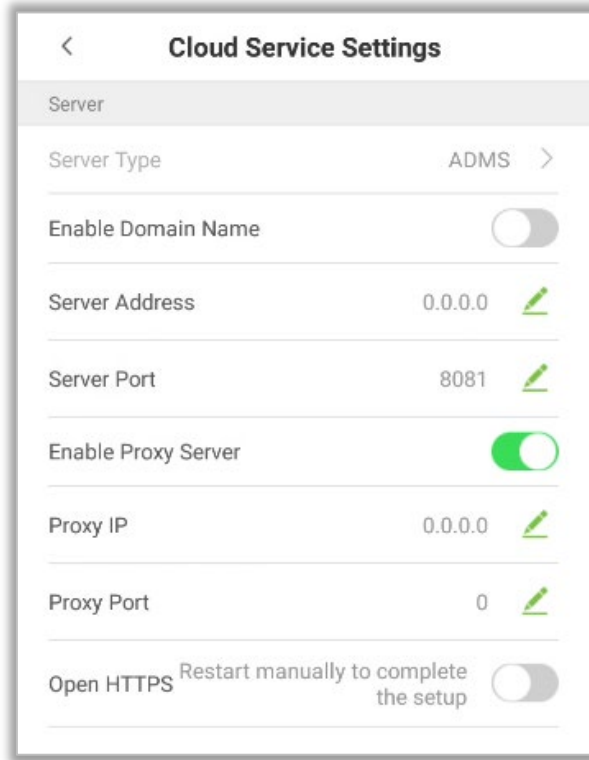 Cloud Service Settings
Server
Server Type ADMS
Enable Domain Name
Server Address 0.0.0.0
Server Port 8081
Enable Proxy Server
Proxy IP 0.0.0.0
Proxy Port 0
Open HTTPS Restart manually to complete
the setup